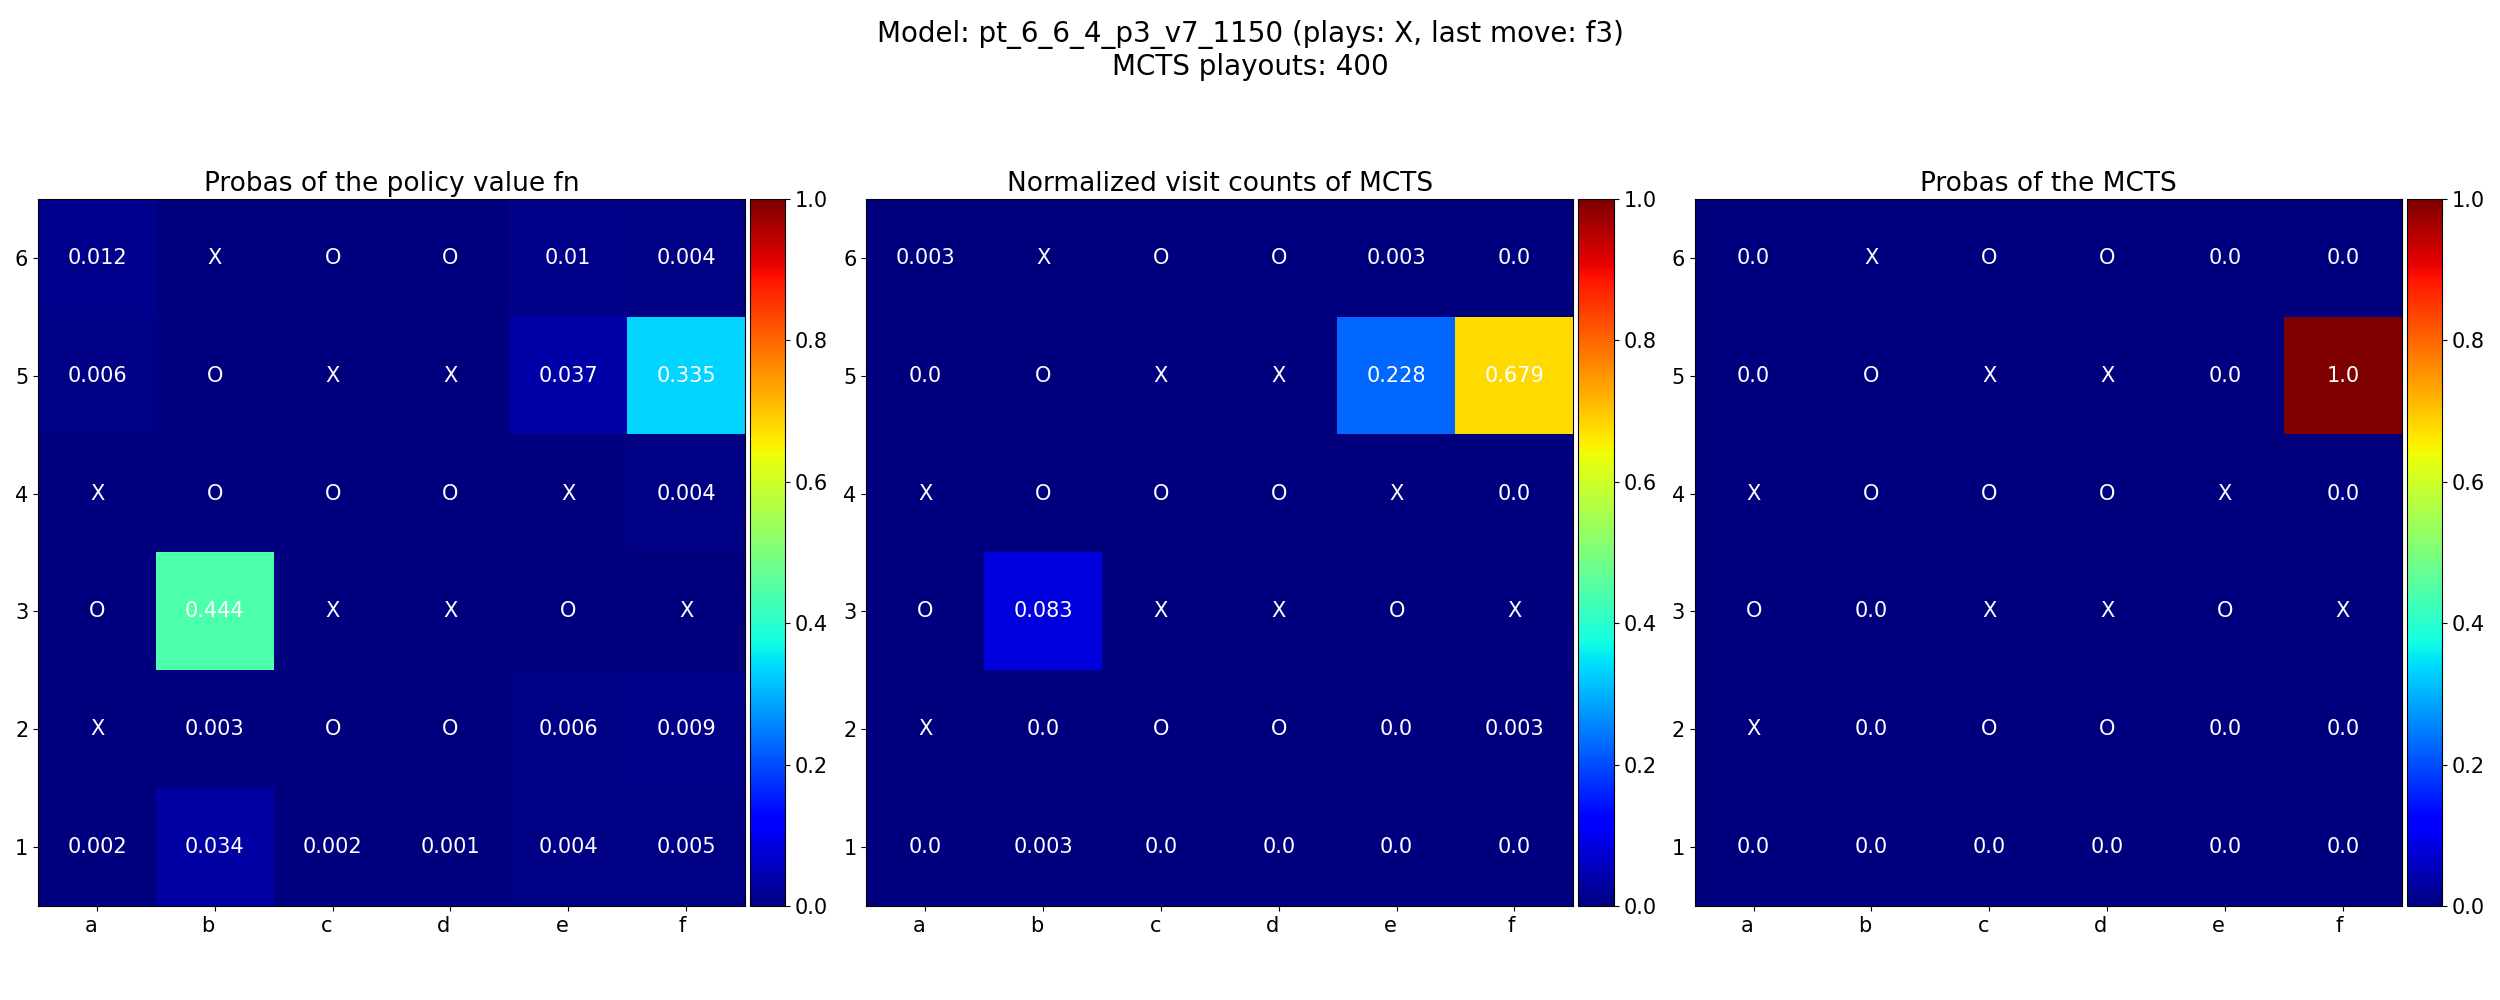 Model: pt_6_6_4_p3_v7_1150 (plays: X, last move: f3)
MCTS playouts: 400
Probas of the policy value fn
6 0.012 X O O 0.01 0.004
5 0.006 O X X 0.037 0.335
4 X O O O X 0.004
3 O 0.444 X X O X
2 X 0.003 O O 0.006 0.009
1 0.002 0.034 0.002 0.001 0.004 0.005
a b c d e f
1.0
0.8
0.6
0.4
0.2
0.0
Normalized visit counts of MCTS
6 0.003 X O O 0.003 0.0
5 0.0 O X X 0.228 0.679
4 X O O O X 0.0
3 O 0.083 X X O X
2 X 0.0 O O 0.0 0.003
1 0.0 0.003 0.0 0.0 0.0 0.0
a b c d e f
1.0
0.8
0.6
0.4
0.2
0.0
Probas of the MCTS
6 0.0 X O O 0.0 0.0
5 0.0 O X X 0.0 1.0
4 X O O O X 0.0
3 O 0.0 X X O X
2 X 0.0 O O 0.0 0.0
1 0.0 0.0 0.0 0.0 0.0 0.0
a b c d e f
1.0
0.8
0.6
0.4
0.2
0.0